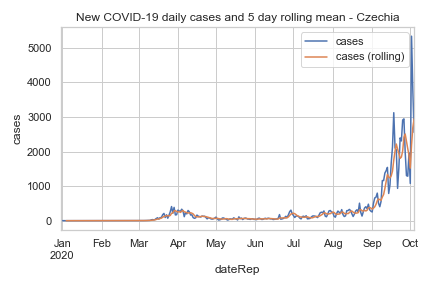 New COVID-19 daily cases and 5 day rolling mean - Czechia
cases
cases (rolling)
5000
4000
3000
2000
1000
0
cases
Jan Feb Mar Apr May Jun Jul Aug Sep Oct
2020
dateRep